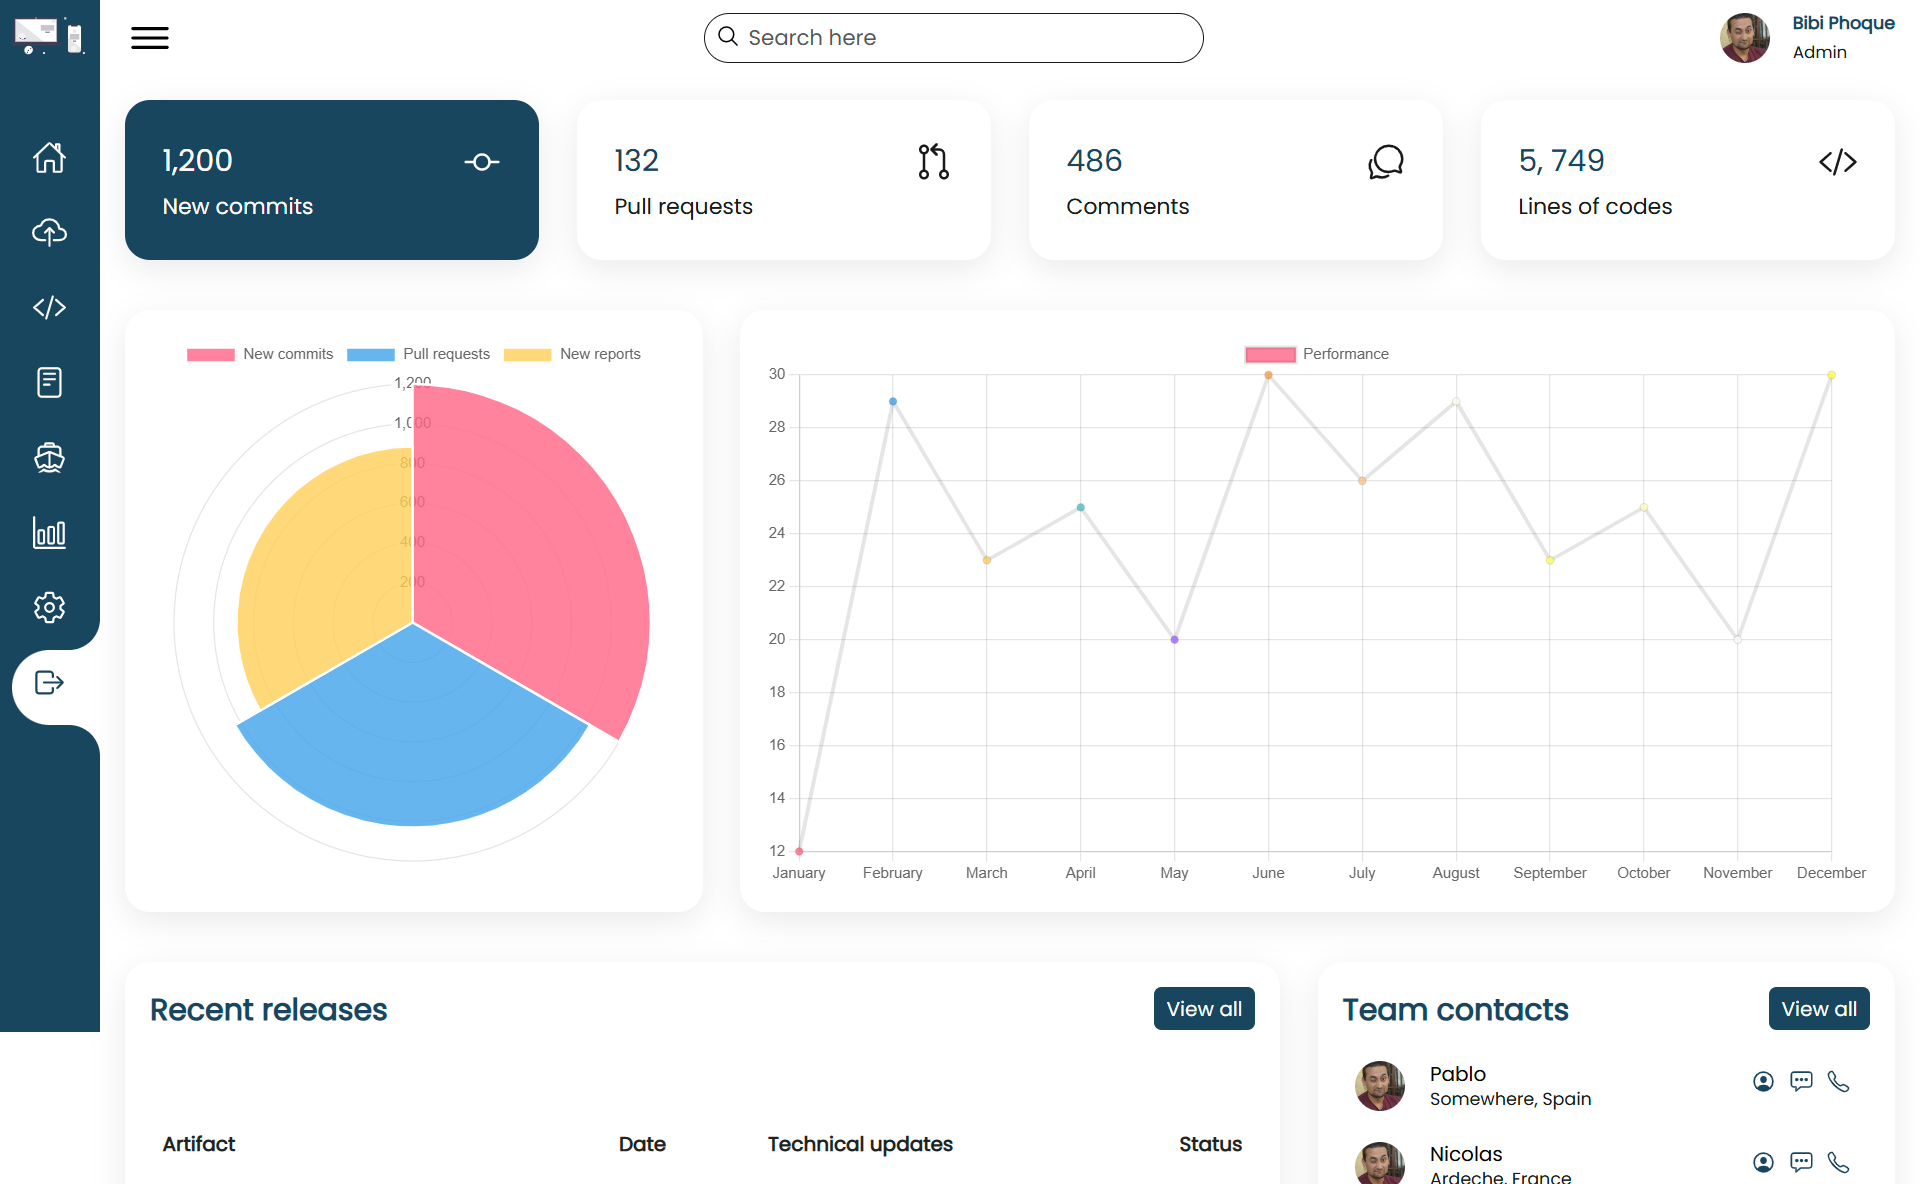 Search here
Bibi Phoque
Admin
1,200
New commits
132
Pull requests
486
Comments
5, 749
Lines of codes
New commits
Pull requests
New reports
1,200
1,000
800
600
400
200
Performance
30
28
26
24
22
20
18
16
14
12
January
February
March
April
May
June
July
August
September
October
November
December
Recent releases
View all
Artifact
Date
Technical updates
Status
Team contacts
View all
Pablo
Somewhere, Spain
Nicolas
Ardeche, France